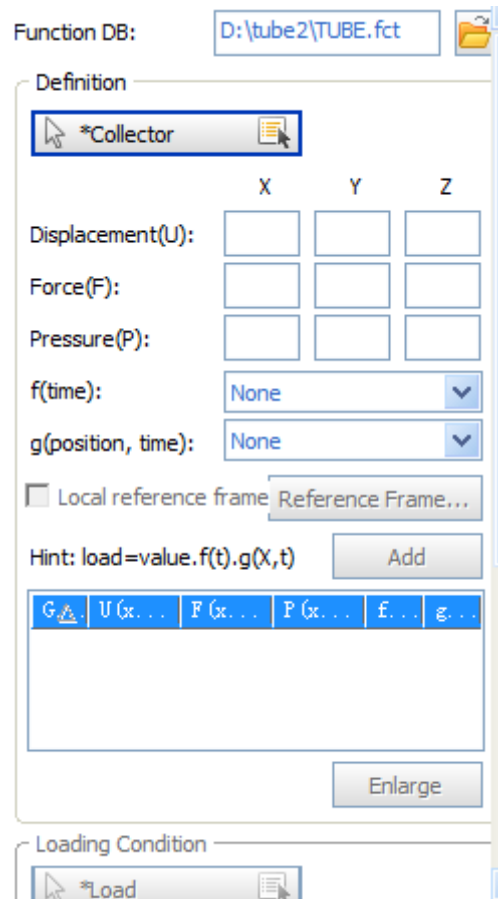 Function DB: D:\tube2\TUBE.fct
Definition
*Collector
X Y Z
Displacement(U):
Force(F):
Pressure(P):
f(time): None
g(position, time): None
Local reference frame Reference Frame...
Hint: load=value.f(t).g(X,t) Add
G... U(x... F(x... P(x... f... g...
Enlarge
Loading Condition
*Load